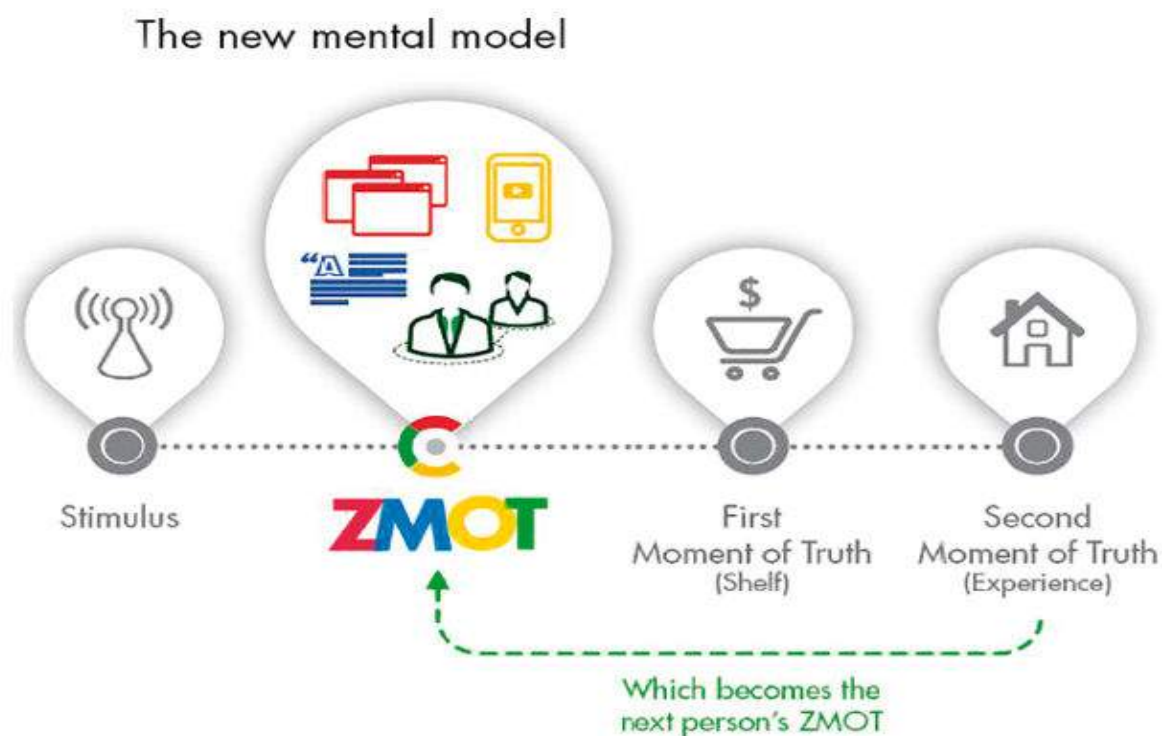 The new mental model
“A
$
Stimulus
ZMOT
First
Moment of Truth
(Shelf)
Second
Moment of Truth
(Experience)
Which becomes the
next person's ZMOT